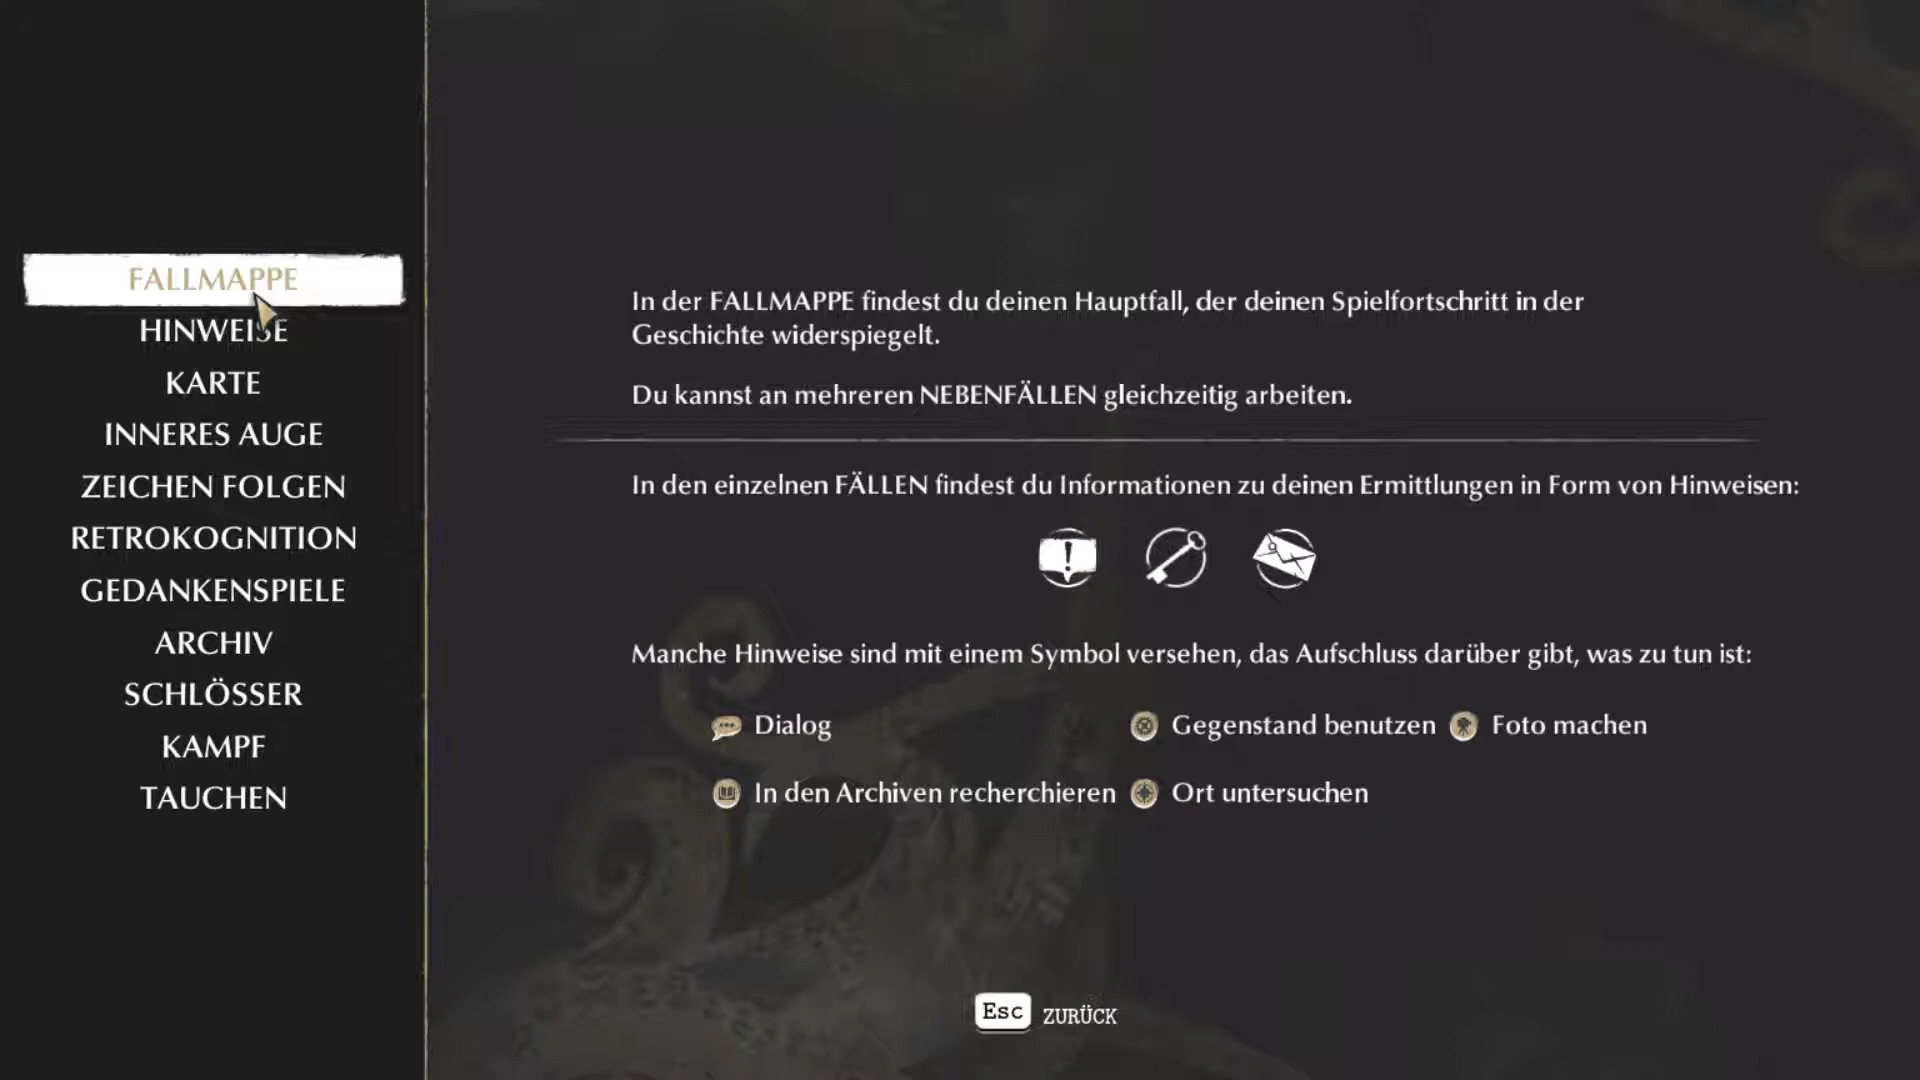 FALLMAPPE
HINWEISE
KARTE
INNERES AUGE
ZEICHEN FOLGEN
RETROKOGNITION
GEDANKENSPIELE
ARCHIV
SCHLÖSSER
KAMPF
TAUCHEN
In der FALLMAPPE findest du deinen Hauptfall, der deinen Spielfortschritt in der
Geschichte widerspiegelt.
Du kannst an mehreren NEBENFÄLLEN gleichzeitig arbeiten.
In den einzelnen FÄLLEN findest du Informationen zu deinen Ermittlungen in Form von Hinweisen:
Manche Hinweise sind mit einem Symbol versehen, das Aufschluss darüber gibt, was zu tun ist:
Dialog Gegenstand benutzen Foto machen
In den Archiven recherchieren Ort untersuchen
Esc ZURÜCK